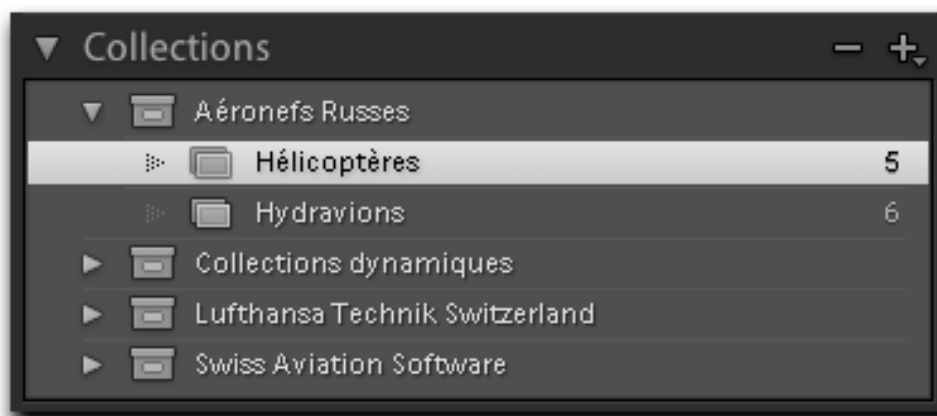 Collections
Aéronefs Russes
Hélicoptères 5
Hydravions 6
Collections dynamiques
Lufthansa Technik Switzerland
Swiss Aviation Software